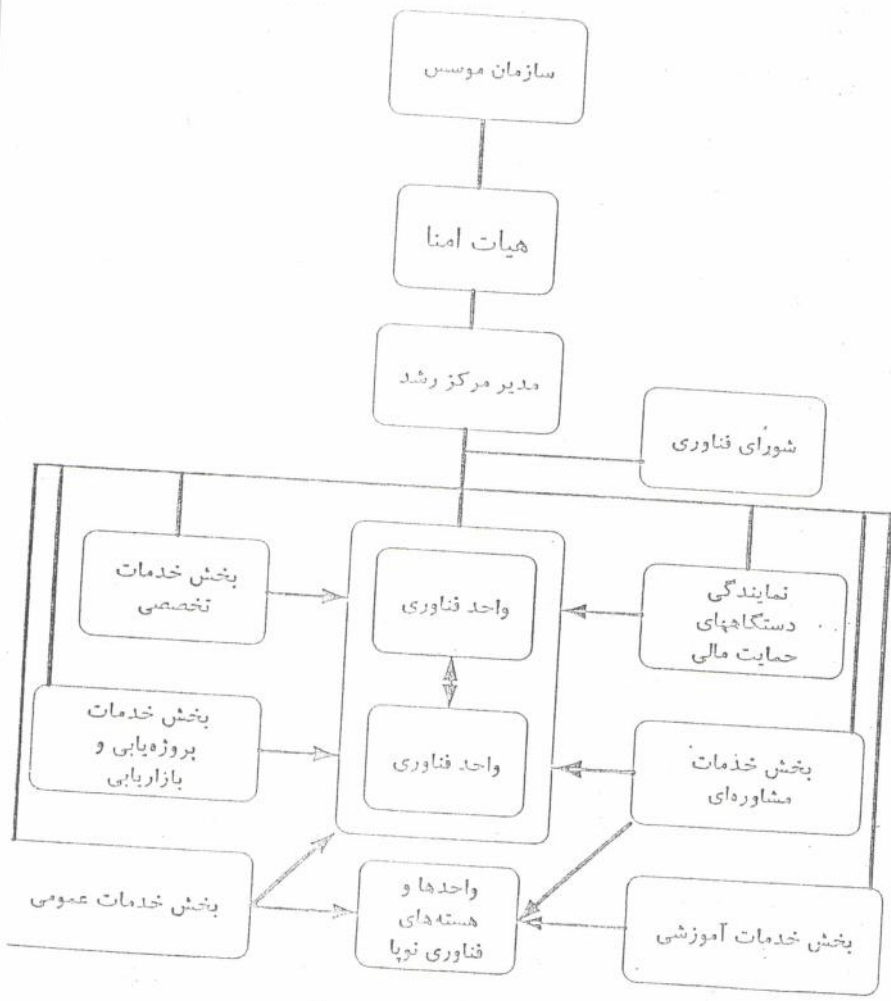 سازمان موسس
هیات امنا
مدیر مرکز رشد
شورای فناوری
نمایندگی
دستگاههای
حمایت مالی
واحد فناوری
بخش خدمات
تخصصی
بخش خدمات
مشاوره‌ای
واحد فناوری
بخش خدمات
پروژه‌یابی و
بازاریابی
بخش خدمات آموزشی
واحدها و
هسته‌های
فناوری نوپا
بخش خدمات عمومی